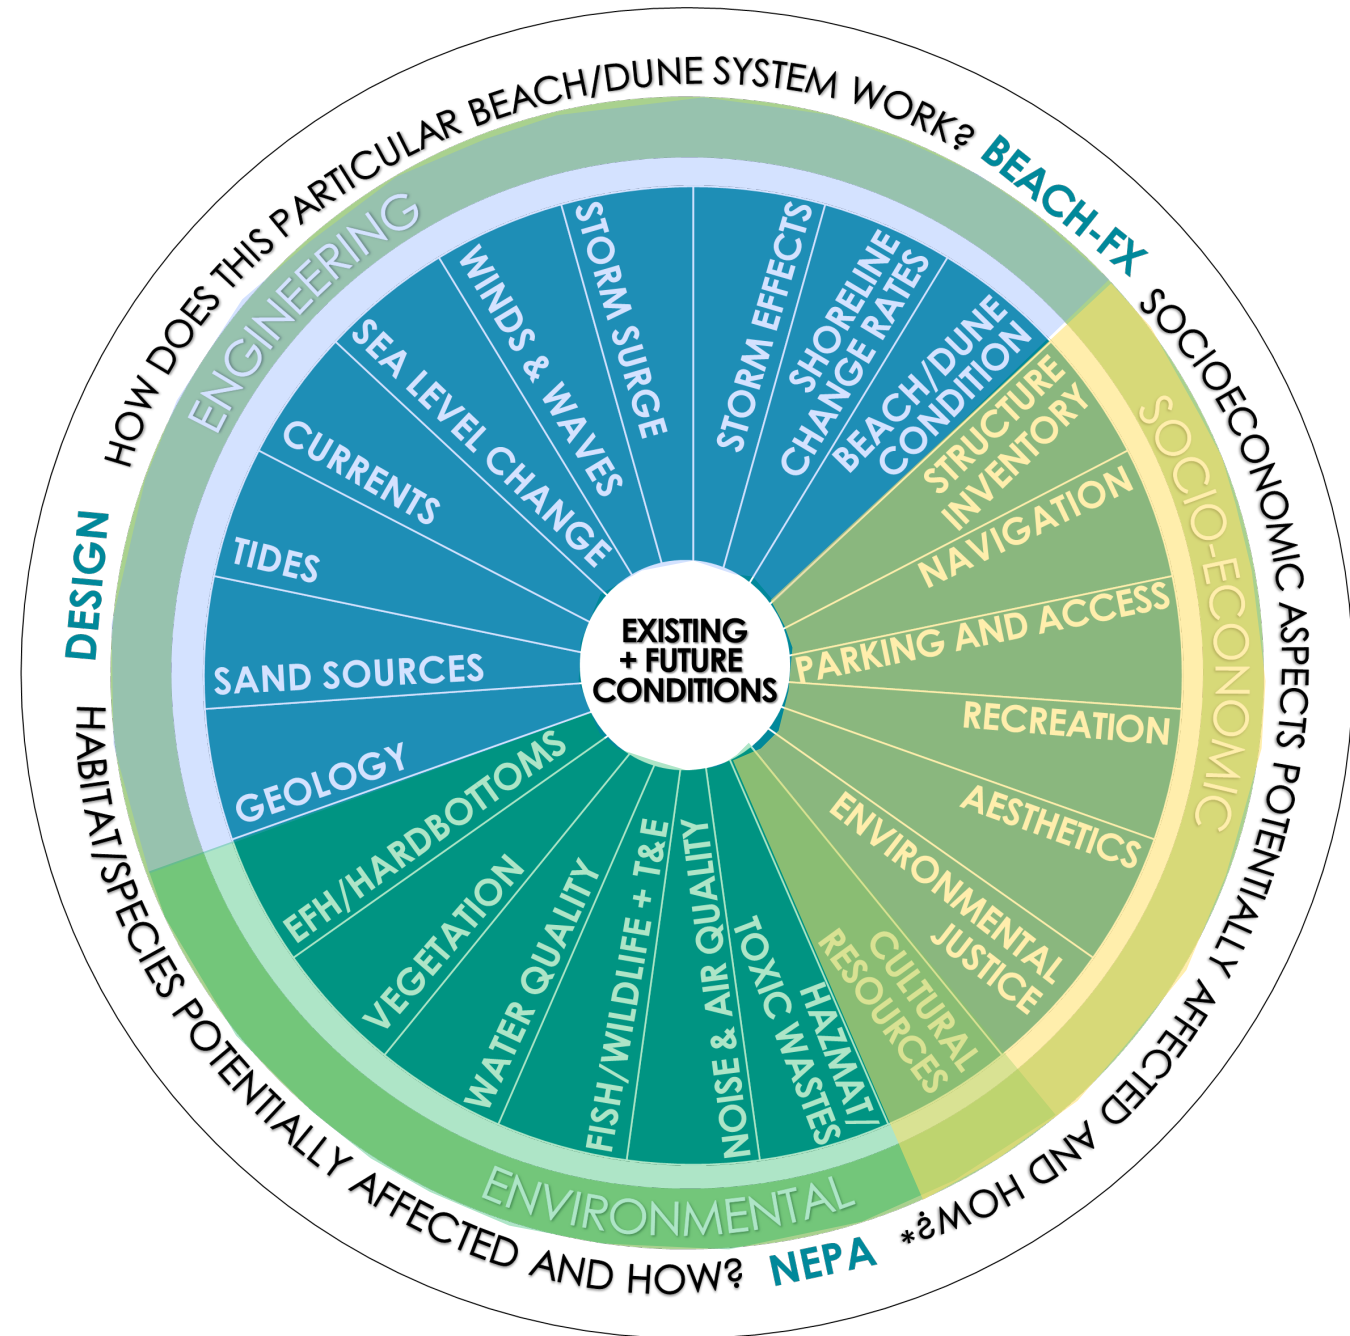 HOW DOES THIS PARTICULAR BEACH/DUNE SYSTEM WORK?
BEACH-FX
SOCIOECONOMIC ASPECTS POTENTIALLY AFFECTED AND HOW?*
NEPA
HABITAT/SPECIES POTENTIALLY AFFECTED AND HOW?
DESIGN
ENGINEERING
SOCIO-ECONOMIC
ENVIRONMENTAL
GEOLOGY
SAND SOURCES
TIDES
CURRENTS
SEA LEVEL CHANGE
WINDS & WAVES
STORM SURGE
STORM EFFECTS
SHORELINE
CHANGE RATES
BEACH/DUNE
CONDITION
STRUCTURE
INVENTORY
NAVIGATION
PARKING AND ACCESS
RECREATION
AESTHETICS
ENVIRONMENTAL
JUSTICE
CULTURAL
RESOURCES
HAZMAT/
TOXIC WASTES
NOISE & AIR QUALITY
FISH/WILDLIFE + T&E
WATER QUALITY
VEGETATION
EFH/HARDBOTTOMS
EXISTING
+ FUTURE
CONDITIONS